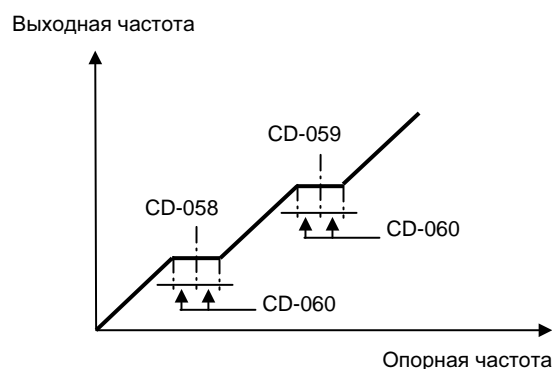 Выходная частота
CD-059
CD-058
CD-060
CD-060
Опорная частота